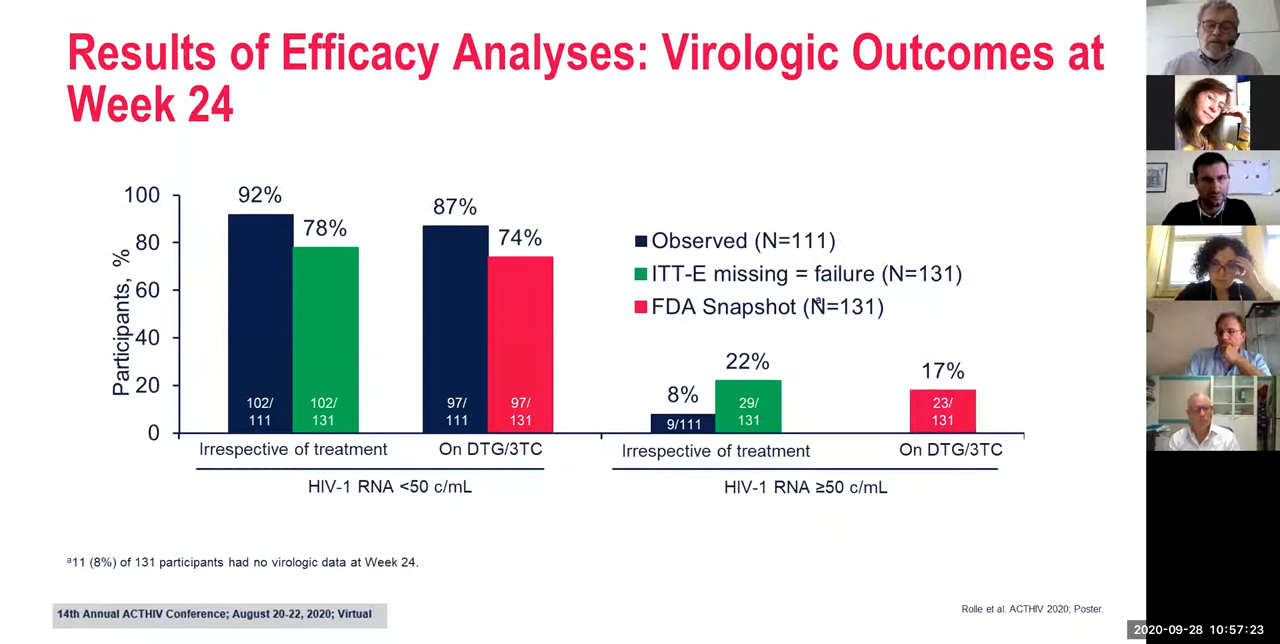 Results of Efficacy Analyses: Virologic Outcomes at
Week 24
Participants, %
100
80
60
40
20
0
92%
78%
87%
74%
102/
111
102/
131
97/
111
97/
131
Observed (N=111)
ITT-E missing = failure (N=131)
FDA Snapshot (N=131)
a
8%
22%
17%
9/111
29/
131
23/
131
Irrespective of treatment
On DTG/3TC
Irrespective of treatment
On DTG/3TC
HIV-1 RNA <50 c/mL
HIV-1 RNA ≥50 c/mL
a11 (8%) of 131 participants had no virologic data at Week 24.
14th Annual ACTHIV Conference; August 20-22, 2020; Virtual
Rolle et al. ACTHIV 2020; Poster.
2020-09-28 10:57:23